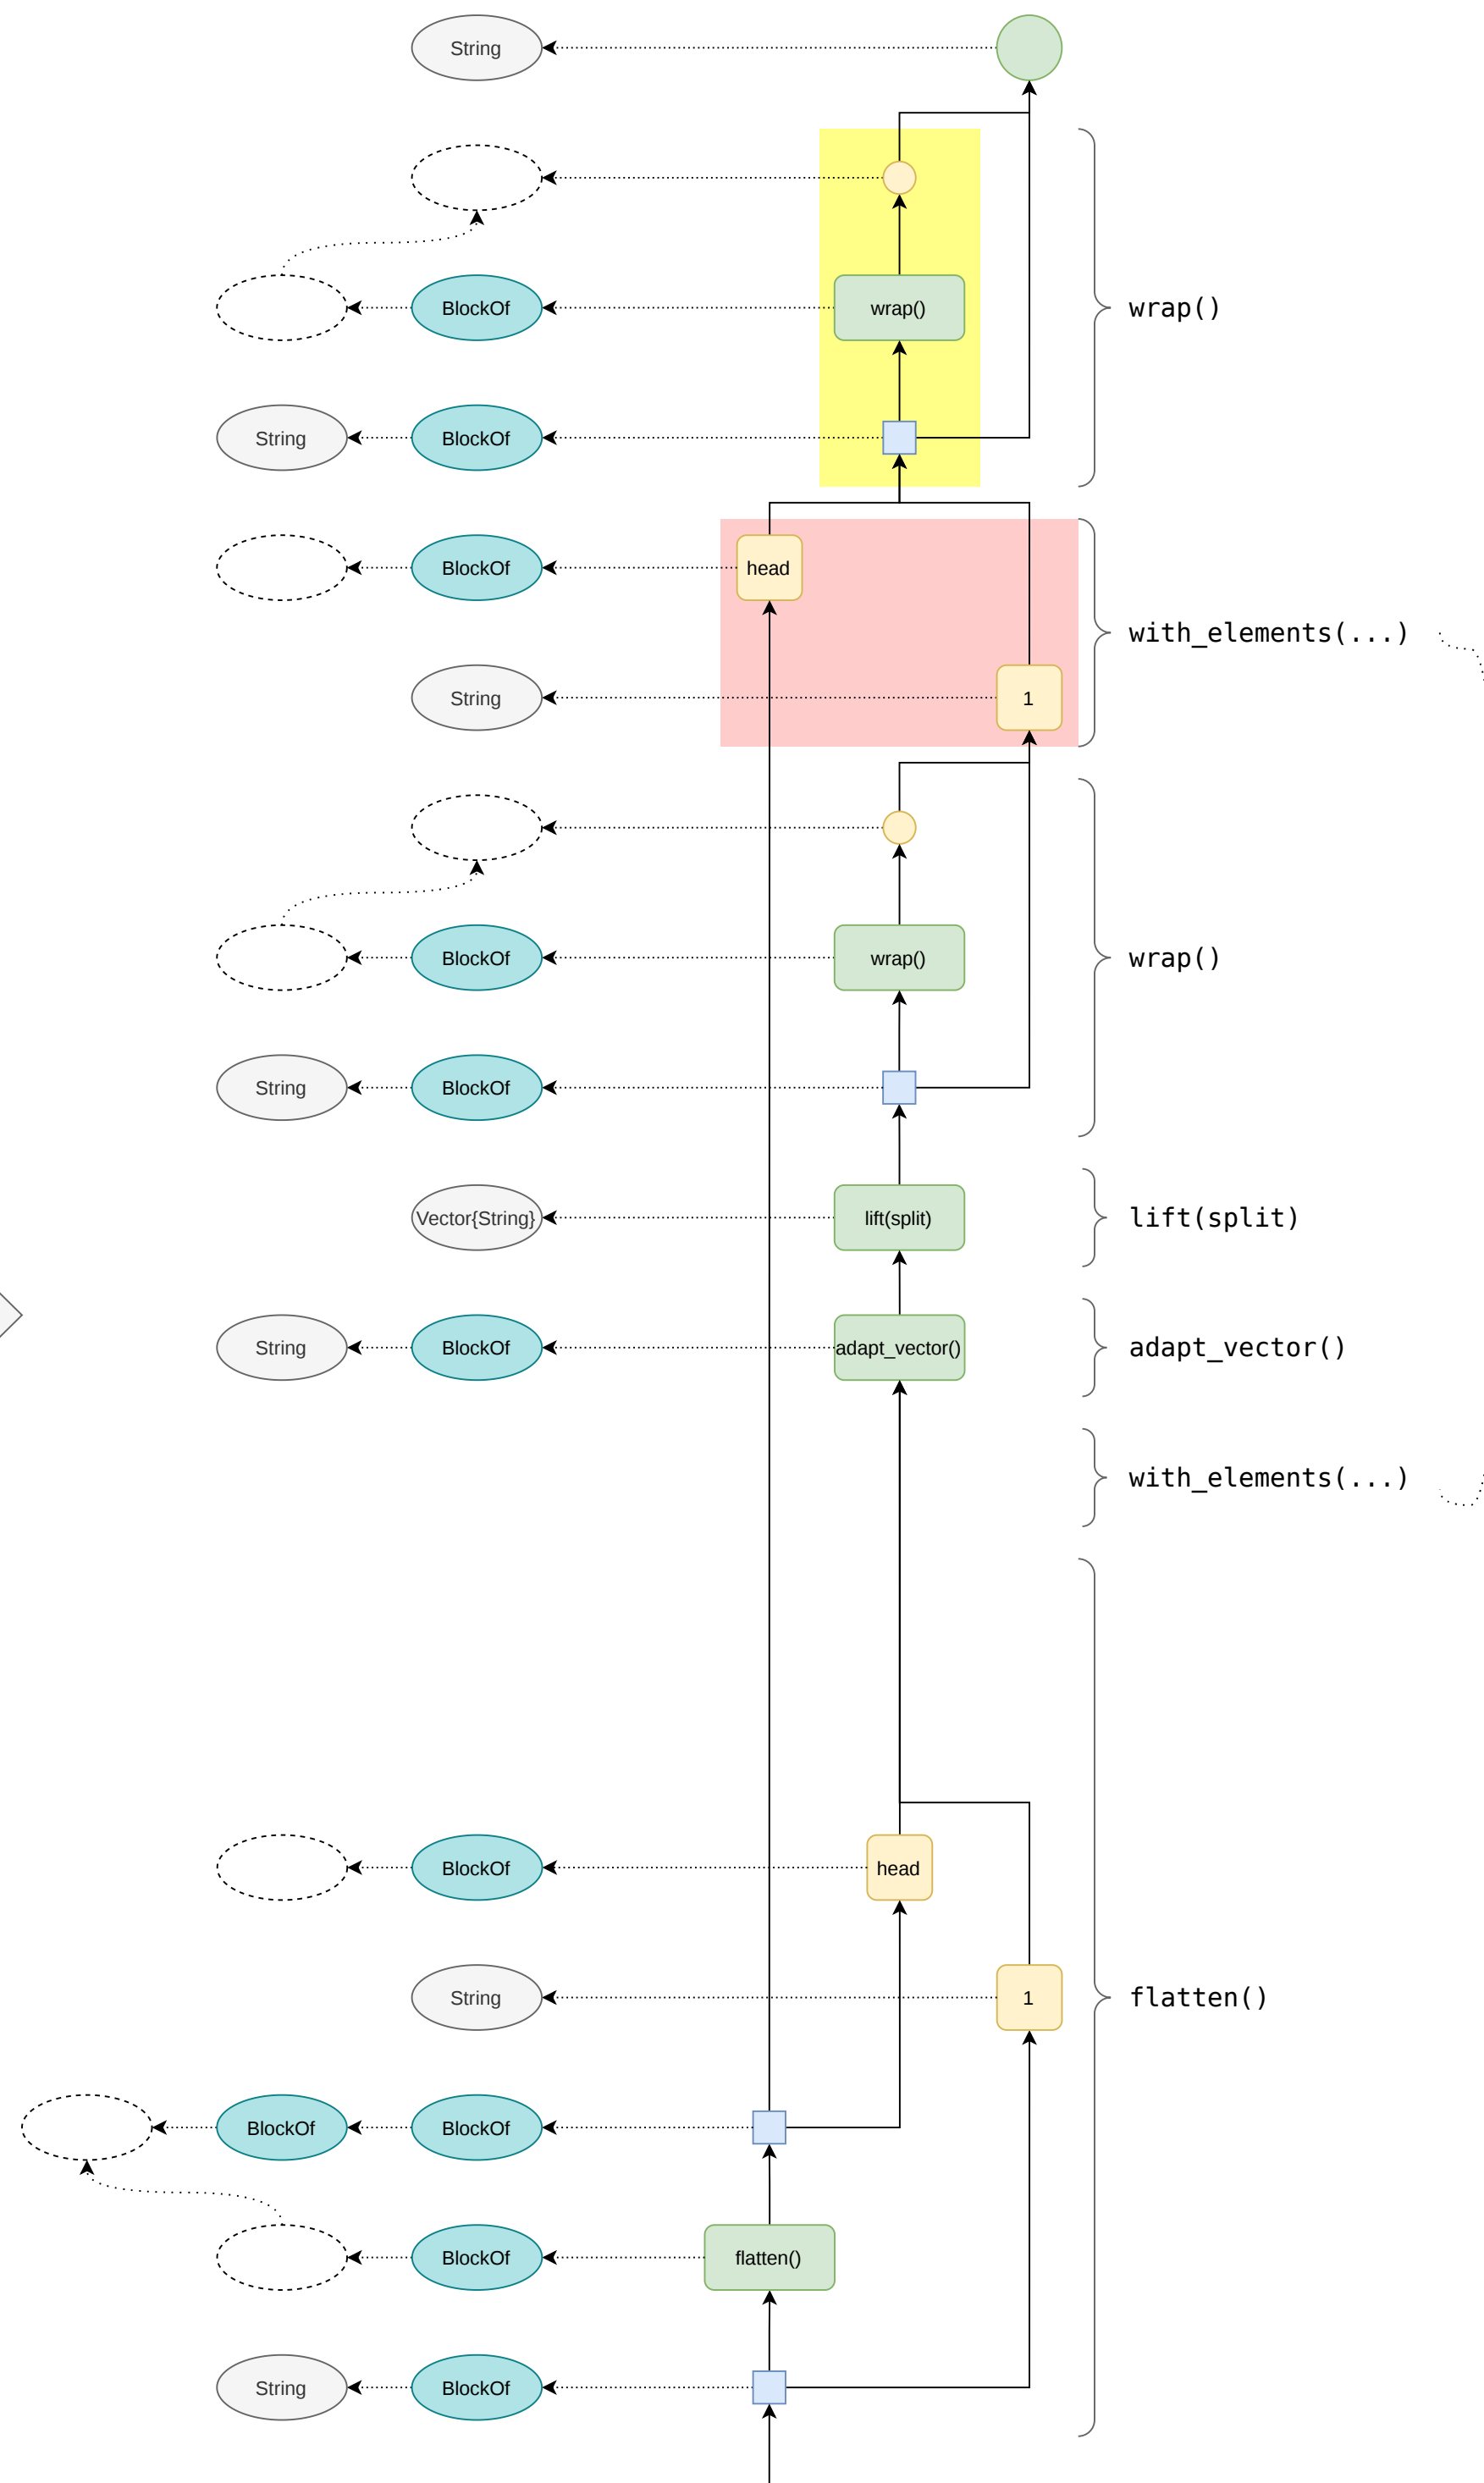 String
BlockOf
wrap()
wrap()
String
BlockOf
BlockOf
head
with_elements(...)
String
1
BlockOf
wrap()
wrap()
String
BlockOf
Vector{String}
lift(split)
lift(split)
String
BlockOf
adapt_vector()
adapt_vector()
with_elements(...)
BlockOf
head
String
1
flatten()
BlockOf
BlockOf
BlockOf
flatten()
String
BlockOf